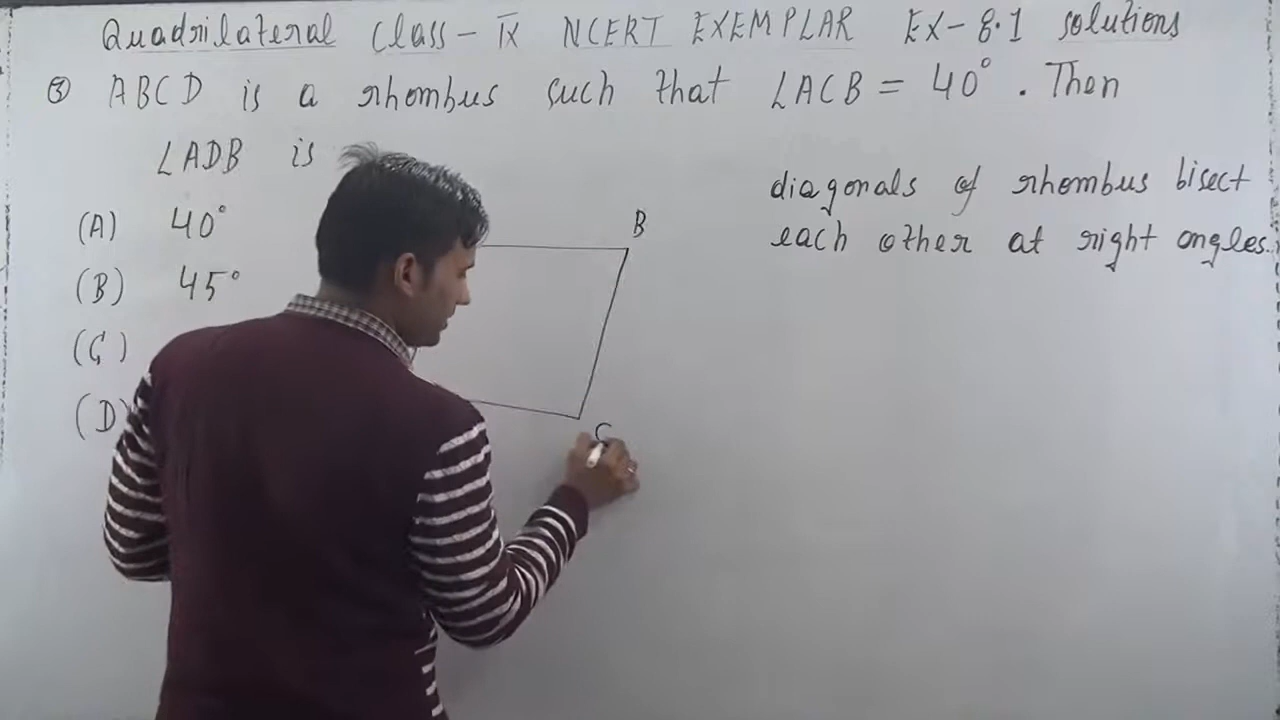 Quadrilateral Class - IX NCERT EXEMPLAR EX - 8.1 solutions
③ ABCD is a rhombus such that ∠ACB = 40° . Then
∠ADB is
(A) 40°
(B) 45°
(C)
(D)
diagonals of rhombus bisect
each other at right angles.
B
C